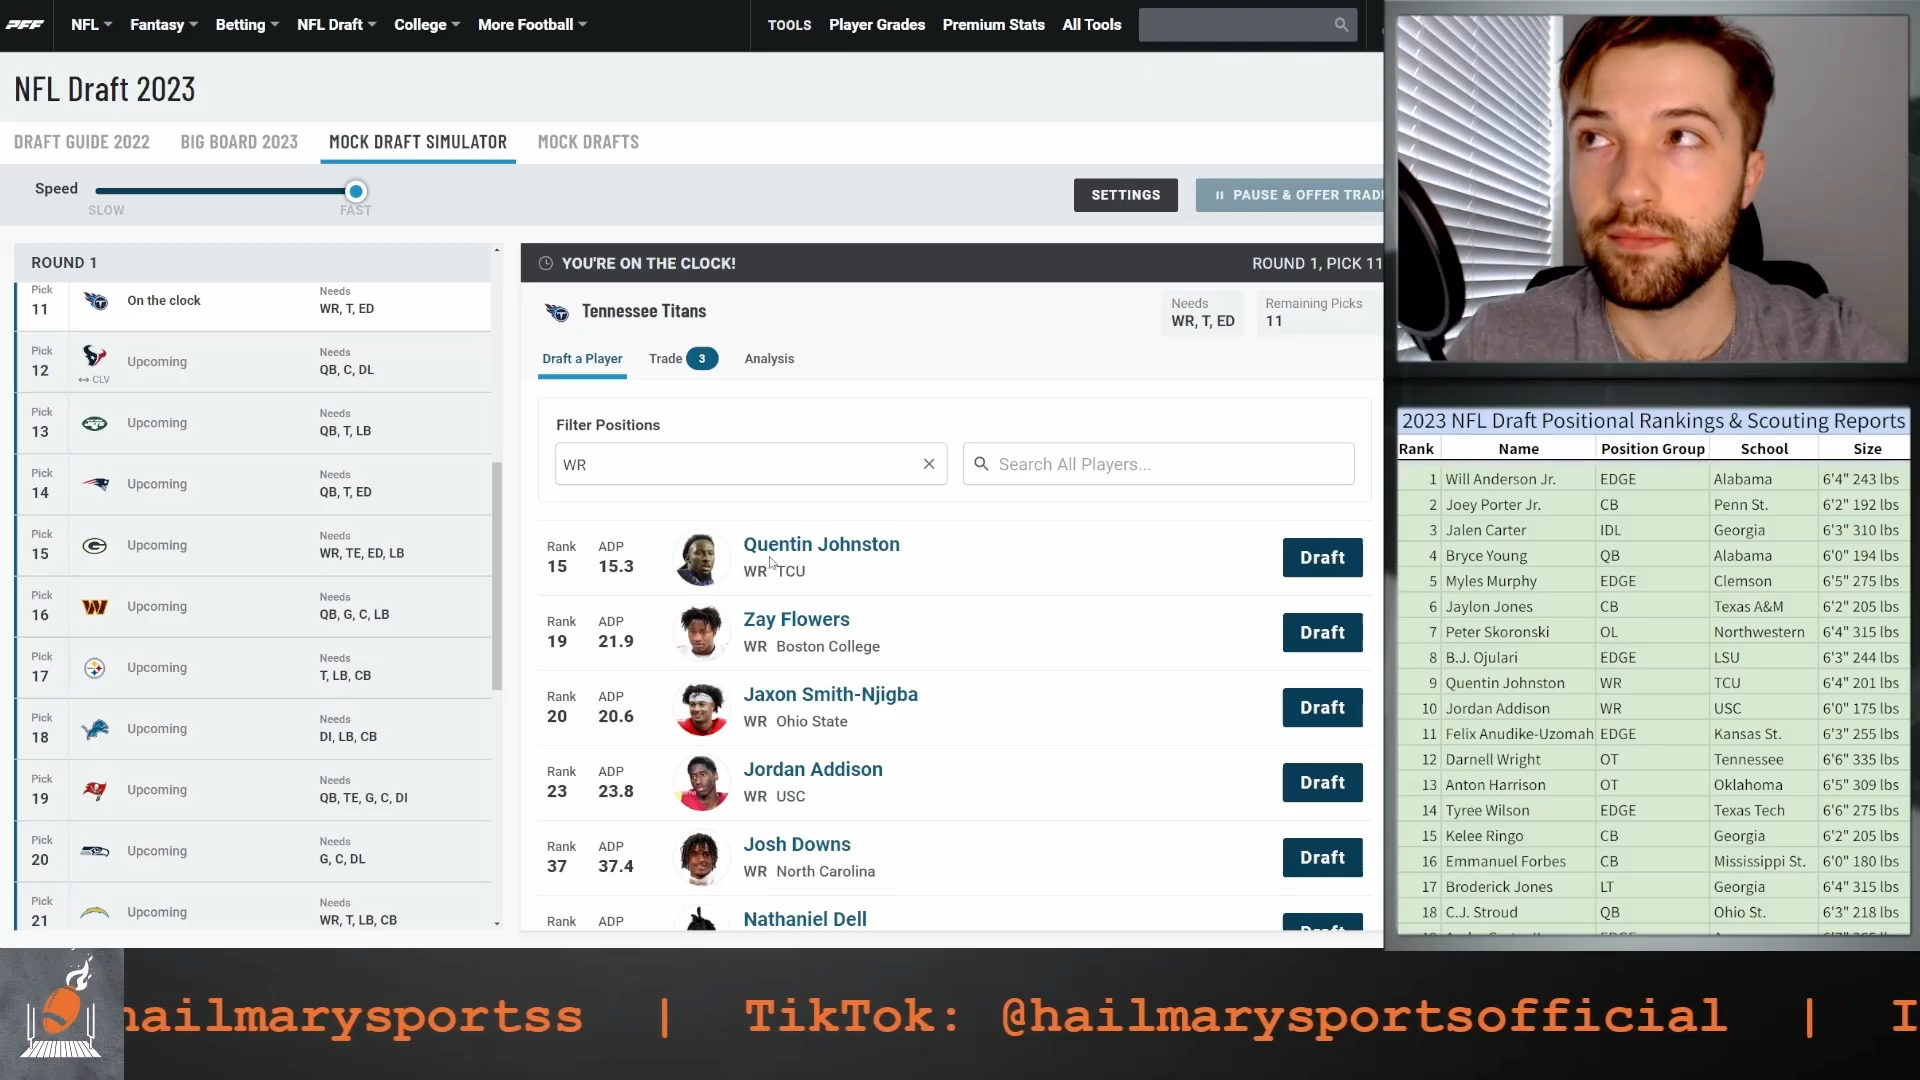 PFF NFL Fantasy Betting NFL Draft College More Football TOOLS Player Grades Premium Stats All Tools
NFL Draft 2023
DRAFT GUIDE 2022 BIG BOARD 2023 MOCK DRAFT SIMULATOR MOCK DRAFTS
Speed
SLOW FAST
SETTINGS PAUSE & OFFER TRADE
ROUND 1
Pick 11 On the clock Needs WR, T, ED
Pick 12 CLV Upcoming Needs QB, C, DL
Pick 13 Upcoming Needs QB, T, LB
Pick 14 Upcoming Needs QB, T, ED
Pick 15 Upcoming Needs WR, TE, ED, LB
Pick 16 Upcoming Needs QB, G, C, LB
Pick 17 Upcoming Needs T, LB, CB
Pick 18 Upcoming Needs DI, LB, CB
Pick 19 Upcoming Needs QB, TE, G, C, DI
Pick 20 Upcoming Needs G, C, DL
Pick 21 Upcoming Needs WR, T, LB, CB
YOU'RE ON THE CLOCK! ROUND 1, PICK 11
Tennessee Titans Needs WR, T, ED Remaining Picks 11
Draft a Player Trade 3 Analysis
Filter Positions
WR Search All Players...
Rank 15 ADP 15.3 Quentin Johnston WR TCU Draft
Rank 19 ADP 21.9 Zay Flowers WR Boston College Draft
Rank 20 ADP 20.6 Jaxon Smith-Njigba WR Ohio State Draft
Rank 23 ADP 23.8 Jordan Addison WR USC Draft
Rank 37 ADP 37.4 Josh Downs WR North Carolina Draft
Rank ADP Nathaniel Dell Draft
2023 NFL Draft Positional Rankings & Scouting Reports
Rank Name Position Group School Size
1 Will Anderson Jr. EDGE Alabama 6'4" 243 lbs
2 Joey Porter Jr. CB Penn St. 6'2" 192 lbs
3 Jalen Carter IDL Georgia 6'3" 310 lbs
4 Bryce Young QB Alabama 6'0" 194 lbs
5 Myles Murphy EDGE Clemson 6'5" 275 lbs
6 Jaylon Jones CB Texas A&M 6'2" 205 lbs
7 Peter Skoronski OL Northwestern 6'4" 315 lbs
8 B.J. Ojulari EDGE LSU 6'3" 244 lbs
9 Quentin Johnston WR TCU 6'4" 201 lbs
10 Jordan Addison WR USC 6'0" 175 lbs
11 Felix Anudike-Uzomah EDGE Kansas St. 6'3" 255 lbs
12 Darnell Wright OT Tennessee 6'6" 335 lbs
13 Anton Harrison OT Oklahoma 6'5" 309 lbs
14 Tyree Wilson EDGE Texas Tech 6'6" 275 lbs
15 Kelee Ringo CB Georgia 6'2" 205 lbs
16 Emmanuel Forbes CB Mississippi St. 6'0" 180 lbs
17 Broderick Jones LT Georgia 6'4" 315 lbs
18 C.J. Stroud QB Ohio St. 6'3" 218 lbs
hailmarysportss | TikTok: @hailmarysportsofficial | I